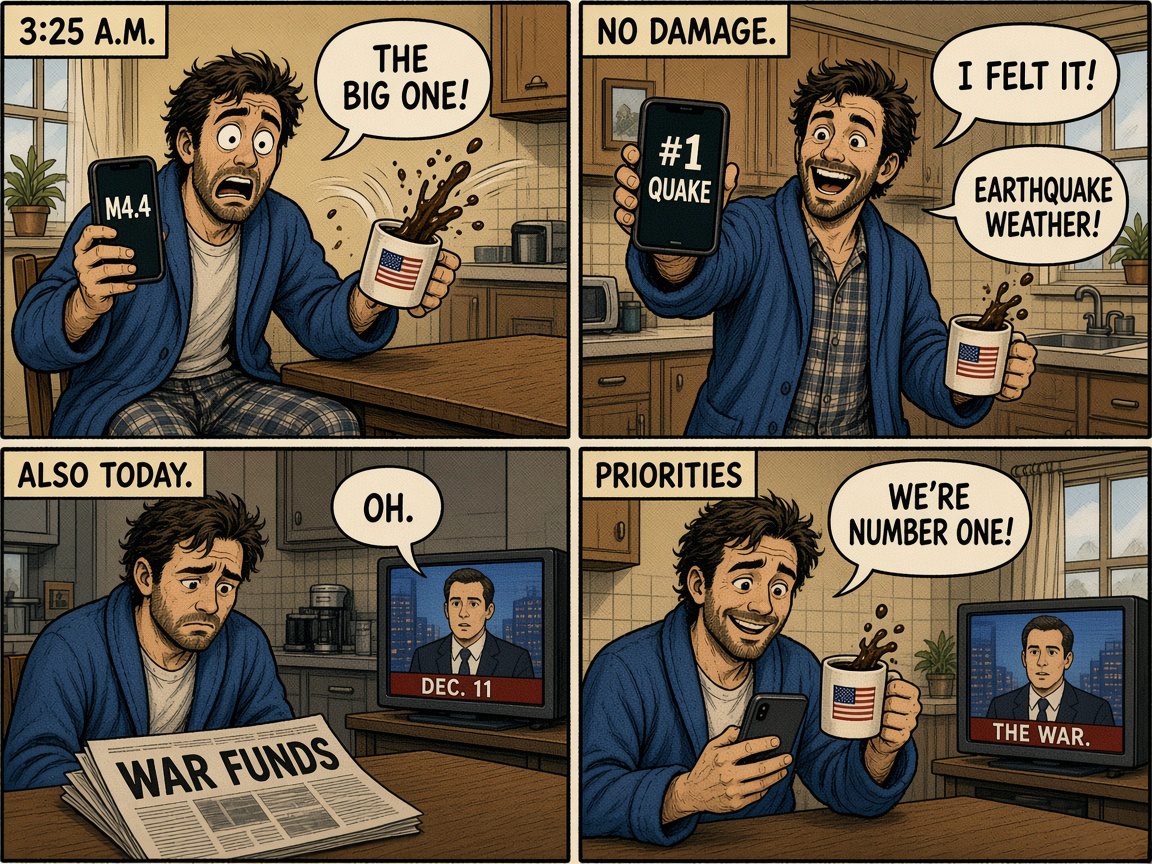 3:25 A.M.
THE
BIG ONE!
M4.4
NO DAMAGE.
I FELT IT!
#1
QUAKE
EARTHQUAKE
WEATHER!
ALSO TODAY.
OH.
DEC. 11
WAR FUNDS
PRIORITIES
WE'RE
NUMBER ONE!
THE WAR.